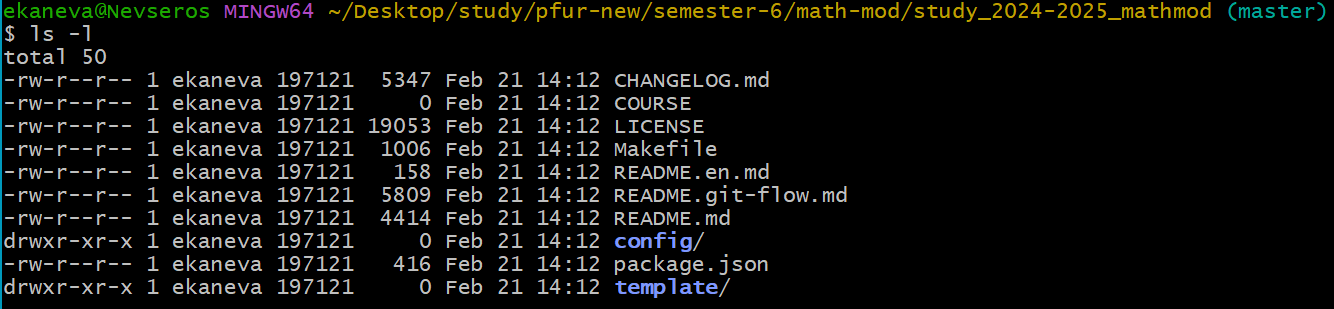 ekaneva@Nevseros MINGW64 ~/Desktop/study/pfur-new/semester-6/math-mod/study_2024-2025_mathmod (master)
$ ls -l
total 50
-rw-r--r-- 1 ekaneva 197121  5347 Feb 21 14:12 CHANGELOG.md
-rw-r--r-- 1 ekaneva 197121     0 Feb 21 14:12 COURSE
-rw-r--r-- 1 ekaneva 197121 19053 Feb 21 14:12 LICENSE
-rw-r--r-- 1 ekaneva 197121  1006 Feb 21 14:12 Makefile
-rw-r--r-- 1 ekaneva 197121   158 Feb 21 14:12 README.en.md
-rw-r--r-- 1 ekaneva 197121  5809 Feb 21 14:12 README.git-flow.md
-rw-r--r-- 1 ekaneva 197121  4414 Feb 21 14:12 README.md
drwxr-xr-x 1 ekaneva 197121     0 Feb 21 14:12 config/
-rw-r--r-- 1 ekaneva 197121   416 Feb 21 14:12 package.json
drwxr-xr-x 1 ekaneva 197121     0 Feb 21 14:12 template/